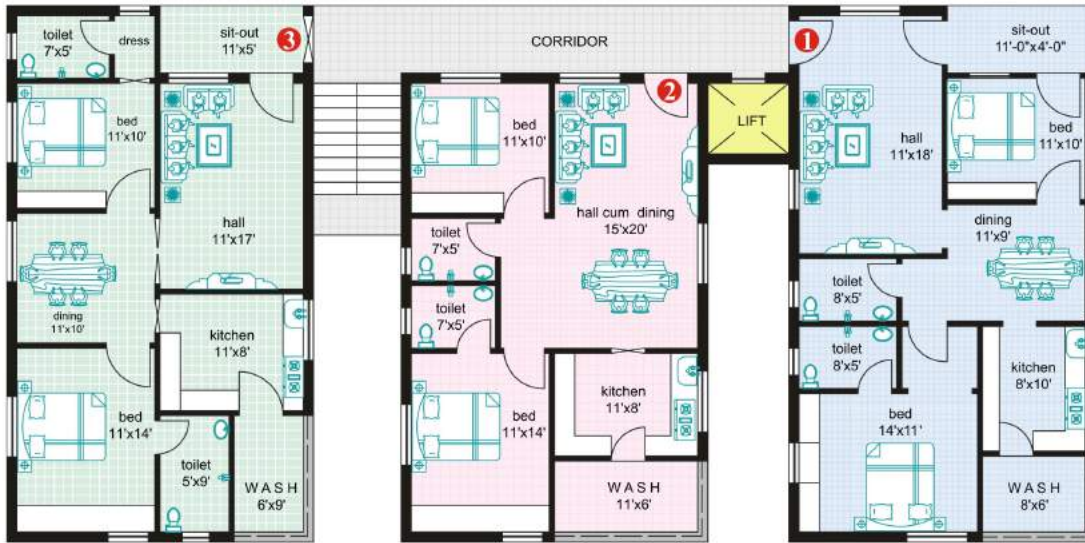 toilet
7'x5'
dress
sit-out
11'x5'
3
bed
11'x10'
hall
11'x17'
dining
11'x10'
kitchen
11'x8'
bed
11'x14'
toilet
5'x9'
WASH
6'x9'
CORRIDOR
2
LIFT
bed
11'x10'
hall cum dining
15'x20'
toilet
7'x5'
toilet
7'x5'
bed
11'x14'
kitchen
11'x8'
WASH
11'x6'
1
sit-out
11'-0"x4'-0"
hall
11'x18'
bed
11'x10'
dining
11'x9'
toilet
8'x5'
toilet
8'x5'
kitchen
8'x10'
bed
14'x11'
WASH
8'x6'